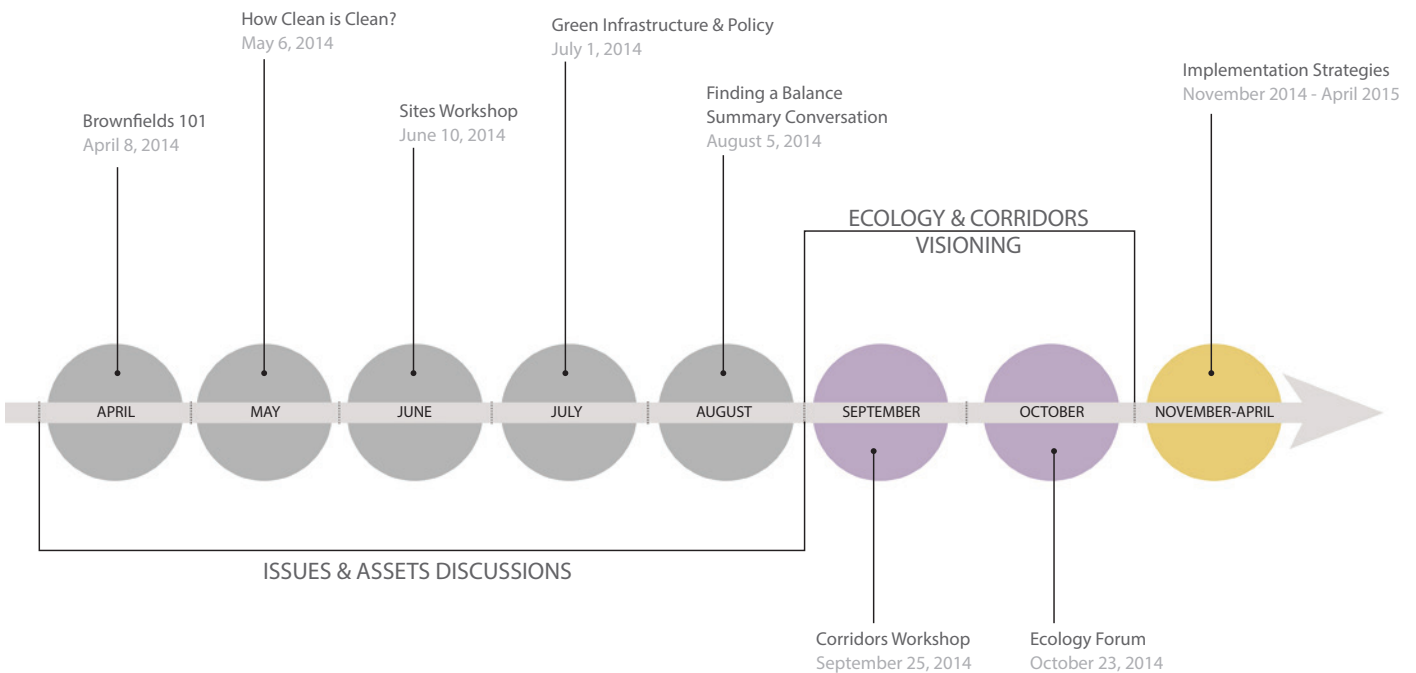 How Clean is Clean?
May 6, 2014
Green Infrastructure & Policy
July 1, 2014
Implementation Strategies
November 2014 - April 2015
Brownfields 101
April 8, 2014
Sites Workshop
June 10, 2014
Finding a Balance
Summary Conversation
August 5, 2014
ECOLOGY & CORRIDORS
VISIONING
APRIL
MAY
JUNE
JULY
AUGUST
SEPTEMBER
OCTOBER
NOVEMBER-APRIL
ISSUES & ASSETS DISCUSSIONS
Corridors Workshop
September 25, 2014
Ecology Forum
October 23, 2014